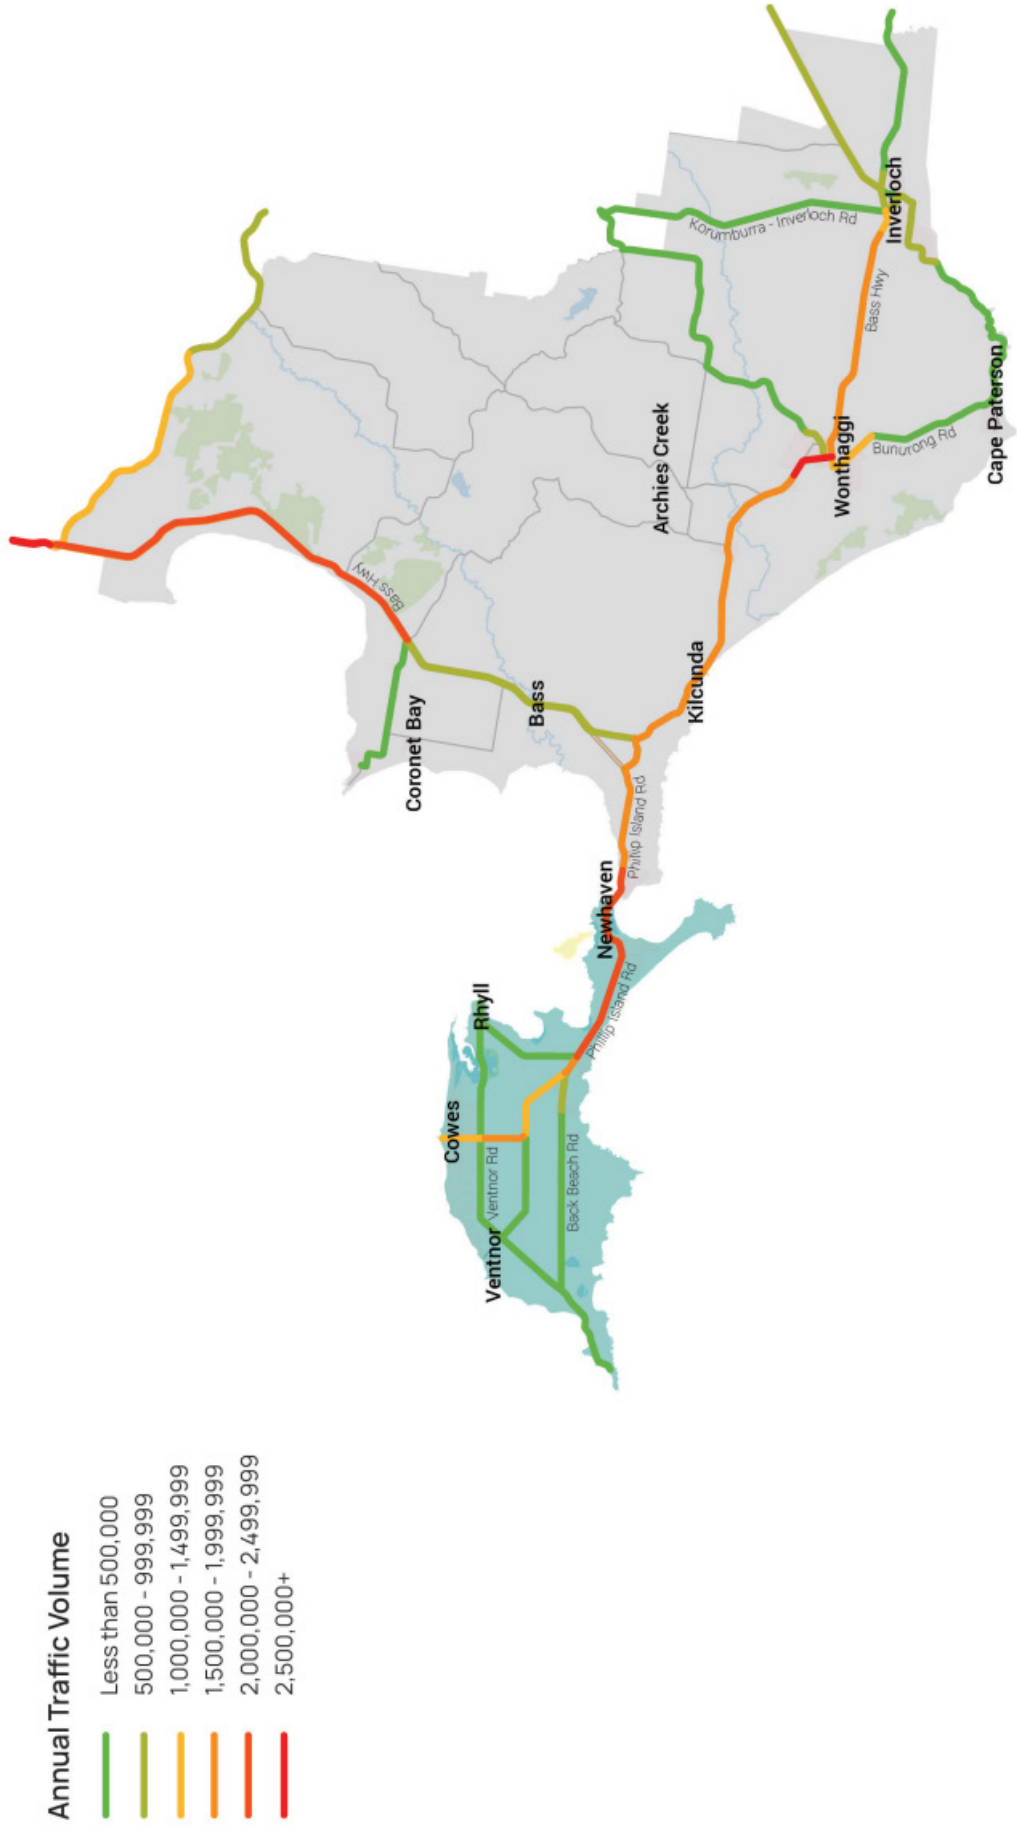 Annual Traffic Volume
Less than 500,000
500,000 - 999,999
1,000,000 - 1,499,999
1,500,000 - 1,999,999
2,000,000 - 2,499,999
2,500,000+
Bass Hwy
Coronet Bay
Bass
Cowes
Rhyll
Ventnor
Ventnor Rd
Back Beach Rd
Phillip Island Rd
Newhaven
Phillip Island Rd
Kilcunda
Archies Creek
Korumburra - Inverloch Rd
Wonthaggi
Bass Hwy
Inverloch
Bunurong Rd
Cape Paterson